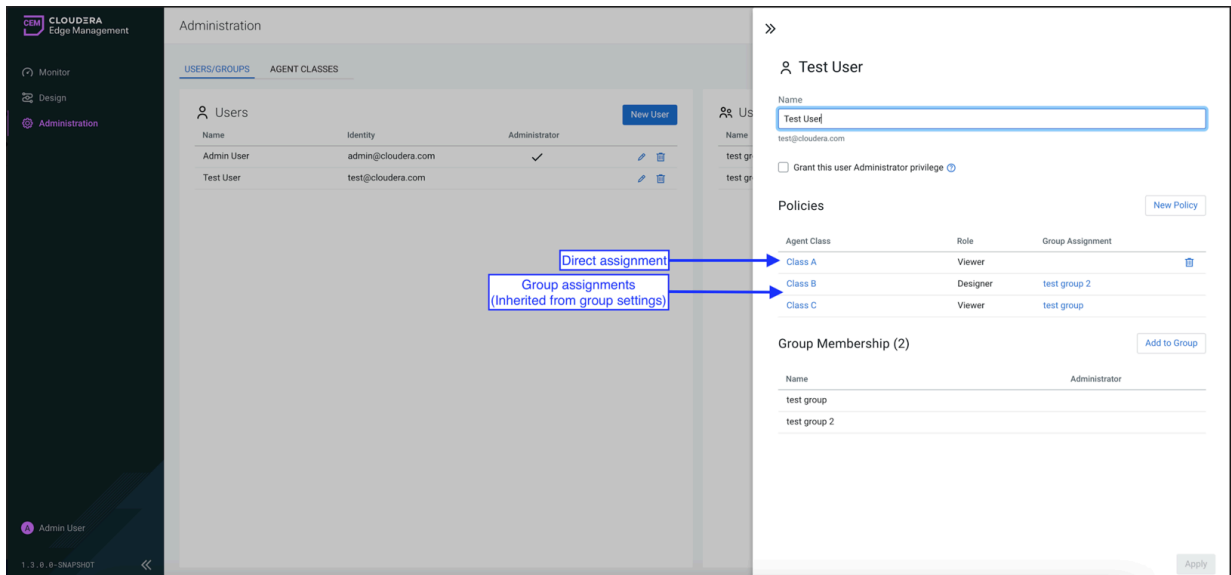 CEM CLOUDERA
Edge Management
Monitor
Design
Administration
A Admin User
1.3.0.0-SNAPSHOT
Administration
USERS/GROUPS AGENT CLASSES
Users New User
Name Identity Administrator
Admin User admin@cloudera.com
Test User test@cloudera.com
Us
Name
test gr
test gr
Direct assignment
Group assignments
(Inherited from group settings)
Test User
Name
Test User
test@cloudera.com
Grant this user Administrator privilege
Policies New Policy
Agent Class Role Group Assignment
Class A Viewer
Class B Designer test group 2
Class C Viewer test group
Group Membership (2) Add to Group
Name Administrator
test group
test group 2
Apply